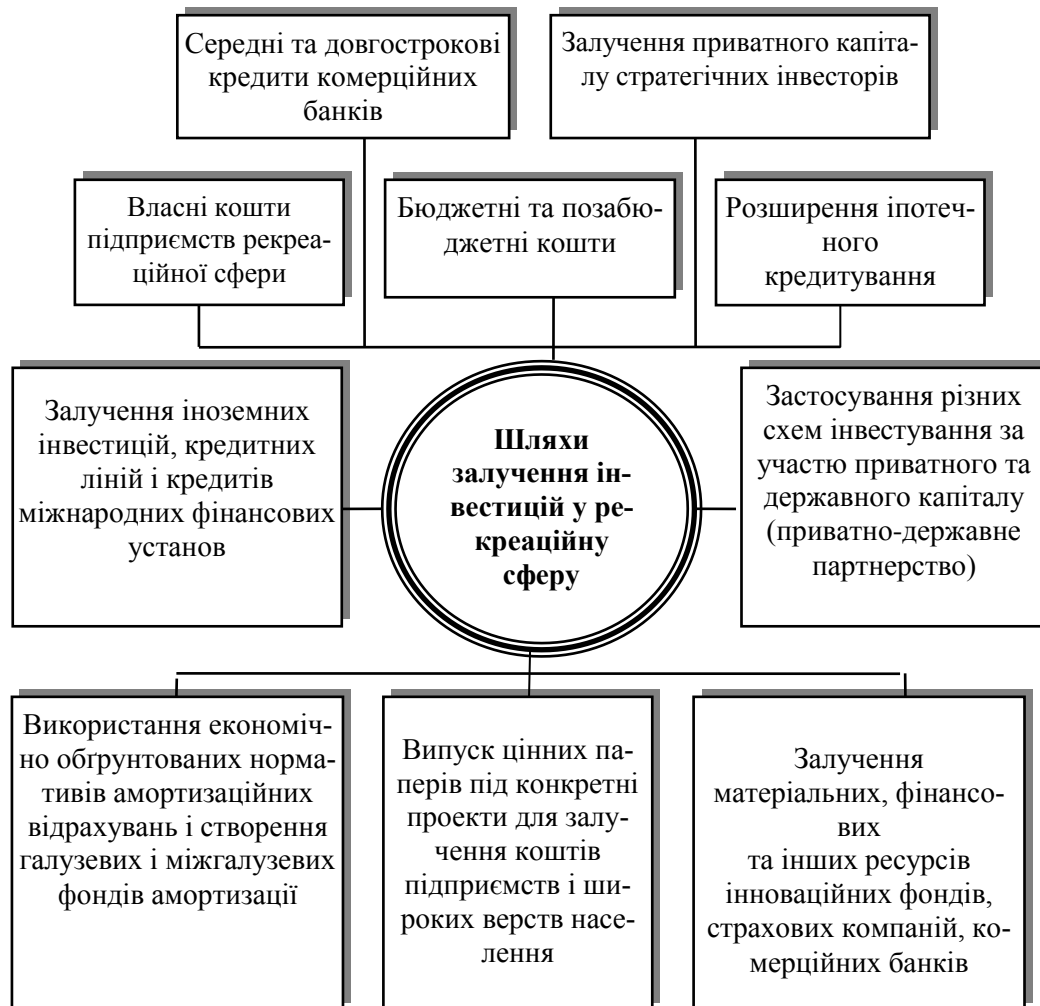 Середні та довгострокові
кредити комерційних
банків
Залучення приватного капіта-
лу стратегічних інвесторів
Власні кошти
підприємств рекреа-
ційної сфери
Бюджетні та позабю-
джетні кошти
Розширення іпотеч-
ного
кредитування
Залучення іноземних
інвестицій, кредитних
ліній і кредитів
міжнародних фінансових
установ
Шляхи
залучення ін-
вестицій у ре-
креаційну
сферу
Застосування різних
схем інвестування за
участю приватного та
державного капіталу
(приватно-державне
партнерство)
Використання економіч-
но обґрунтованих норма-
тивів амортизаційних
відрахувань і створення
галузевих і міжгалузевих
фондів амортизації
Випуск цінних па-
перів під конкретні
проекти для залу-
чення коштів
підприємств і ши-
роких верств насе-
лення
Залучення
матеріальних, фінансо-
вих
та інших ресурсів
інноваційних фондів,
страхових компаній, ко-
мерційних банків